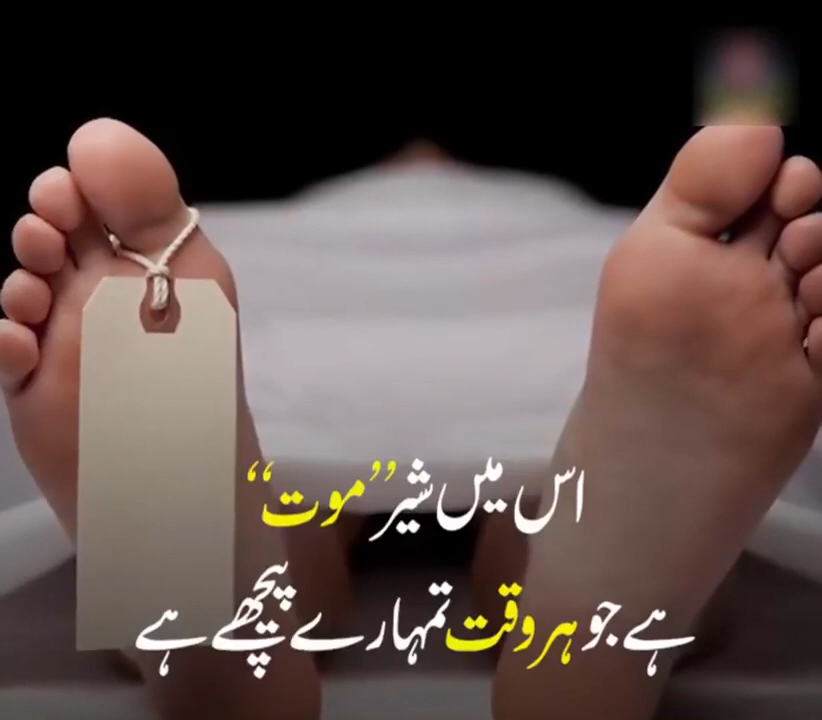 اس میں شیر ”موت“
ہے جو ہر وقت تمہارے پیچھے ہے